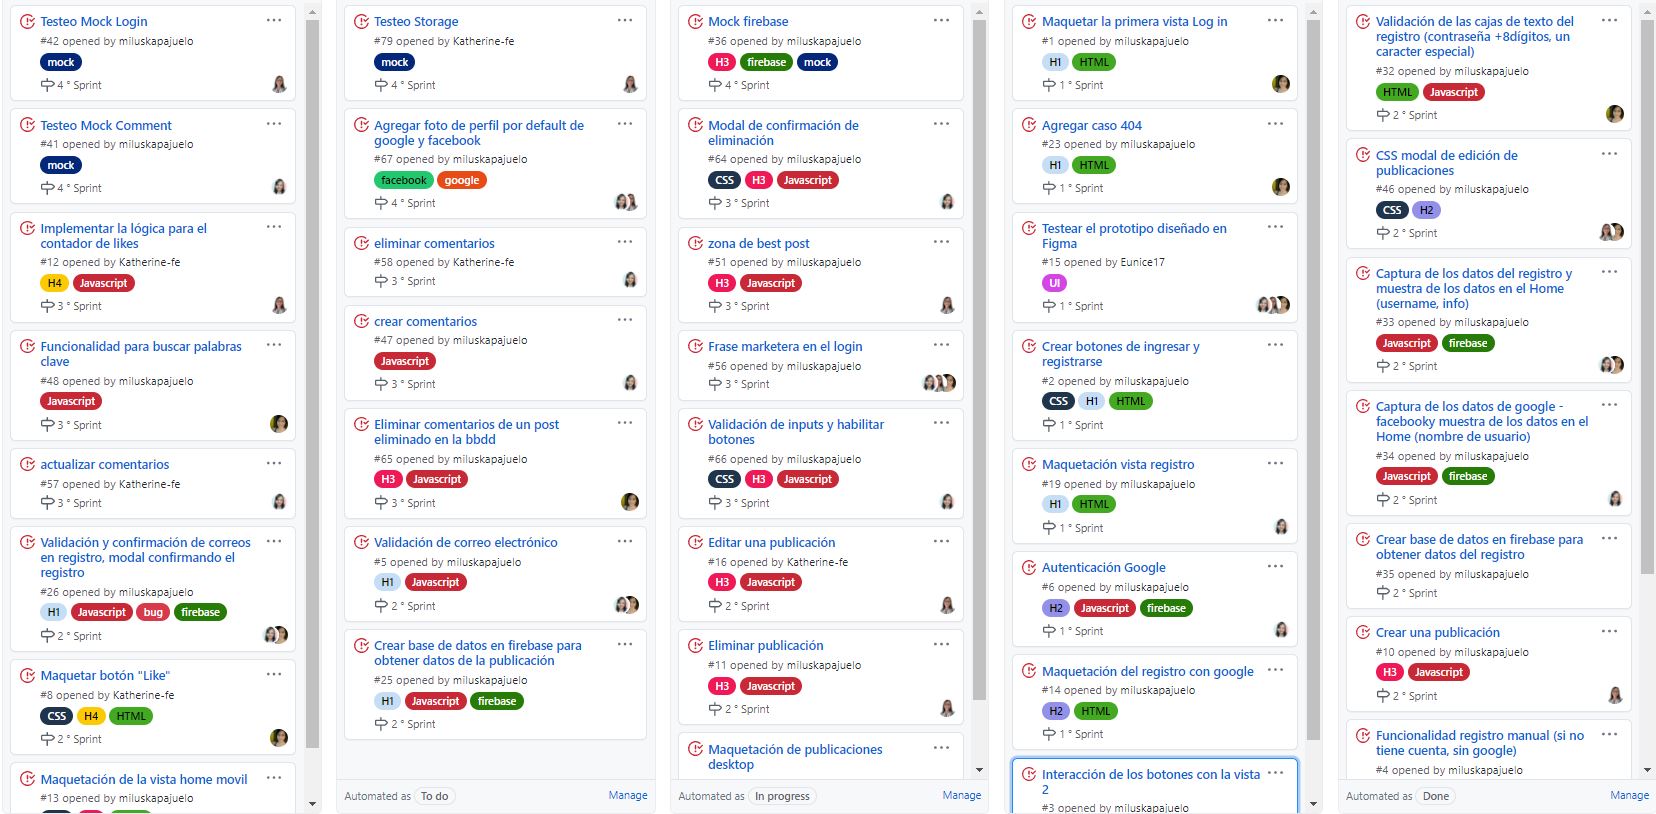 Testeo Mock Login
#42 opened by miluskapajuelo
mock
4 ° Sprint
Testeo Mock Comment
#41 opened by miluskapajuelo
mock
4 ° Sprint
Implementar la lógica para el
contador de likes
#12 opened by Katherine-fe
H4 Javascript
3 ° Sprint
Funcionalidad para buscar palabras
clave
#48 opened by miluskapajuelo
Javascript
3 ° Sprint
actualizar comentarios
#57 opened by Katherine-fe
3 ° Sprint
Validación y confirmación de correos
en registro, modal confirmando el
registro
#26 opened by miluskapajuelo
H1 Javascript bug firebase
2 ° Sprint
Maquetar botón "Like"
#8 opened by Katherine-fe
CSS H4 HTML
2 ° Sprint
Maquetación de la vista home movil
#13 opened by miluskapajuelo
Testeo Storage
#79 opened by Katherine-fe
mock
4 ° Sprint
Agregar foto de perfil por default de
google y facebook
#67 opened by miluskapajuelo
facebook google
4 ° Sprint
eliminar comentarios
#58 opened by Katherine-fe
3 ° Sprint
crear comentarios
#47 opened by miluskapajuelo
Javascript
3 ° Sprint
Eliminar comentarios de un post
eliminado en la bbdd
#65 opened by miluskapajuelo
H3 Javascript
3 ° Sprint
Validación de correo electrónico
#5 opened by miluskapajuelo
H1 Javascript
2 ° Sprint
Crear base de datos en firebase para
obtener datos de la publicación
#25 opened by miluskapajuelo
H1 Javascript firebase
2 ° Sprint
Automated as To do Manage
Mock firebase
#36 opened by miluskapajuelo
H3 firebase mock
4 ° Sprint
Modal de confirmación de
eliminación
#64 opened by miluskapajuelo
CSS H3 Javascript
3 ° Sprint
zona de best post
#51 opened by miluskapajuelo
H3 Javascript
3 ° Sprint
Frase marketera en el login
#56 opened by miluskapajuelo
3 ° Sprint
Validación de inputs y habilitar
botones
#66 opened by miluskapajuelo
CSS H3 Javascript
3 ° Sprint
Editar una publicación
#16 opened by Katherine-fe
H3 Javascript
2 ° Sprint
Eliminar publicación
#11 opened by miluskapajuelo
H3 Javascript
2 ° Sprint
Maquetación de publicaciones
desktop
Automated as In progress Manage
Maquetar la primera vista Log in
#1 opened by miluskapajuelo
H1 HTML
1 ° Sprint
Agregar caso 404
#23 opened by miluskapajuelo
H1 HTML
1 ° Sprint
Testear el prototipo diseñado en
Figma
#15 opened by Eunice17
UI
1 ° Sprint
Crear botones de ingresar y
registrarse
#2 opened by miluskapajuelo
CSS H1 HTML
1 ° Sprint
Maquetación vista registro
#19 opened by miluskapajuelo
H1 HTML
1 ° Sprint
Autenticación Google
#6 opened by miluskapajuelo
H2 Javascript firebase
1 ° Sprint
Maquetación del registro con google
#14 opened by miluskapajuelo
H2 HTML
1 ° Sprint
Interacción de los botones con la vista
2
#3 opened by miluskapajuelo
Validación de las cajas de texto del
registro (contraseña +8dígitos, un
caracter especial)
#32 opened by miluskapajuelo
HTML Javascript
2 ° Sprint
CSS modal de edición de
publicaciones
#46 opened by miluskapajuelo
CSS H2
2 ° Sprint
Captura de los datos del registro y
muestra de los datos en el Home
(username, info)
#33 opened by miluskapajuelo
Javascript firebase
2 ° Sprint
Captura de los datos de google -
facebooky muestra de los datos en el
Home (nombre de usuario)
#34 opened by miluskapajuelo
Javascript firebase
2 ° Sprint
Crear base de datos en firebase para
obtener datos del registro
#35 opened by miluskapajuelo
2 ° Sprint
Crear una publicación
#10 opened by miluskapajuelo
H3 Javascript
2 ° Sprint
Funcionalidad registro manual (si no
tiene cuenta, sin google)
#4 opened by miluskapajuelo
Automated as Done Manage